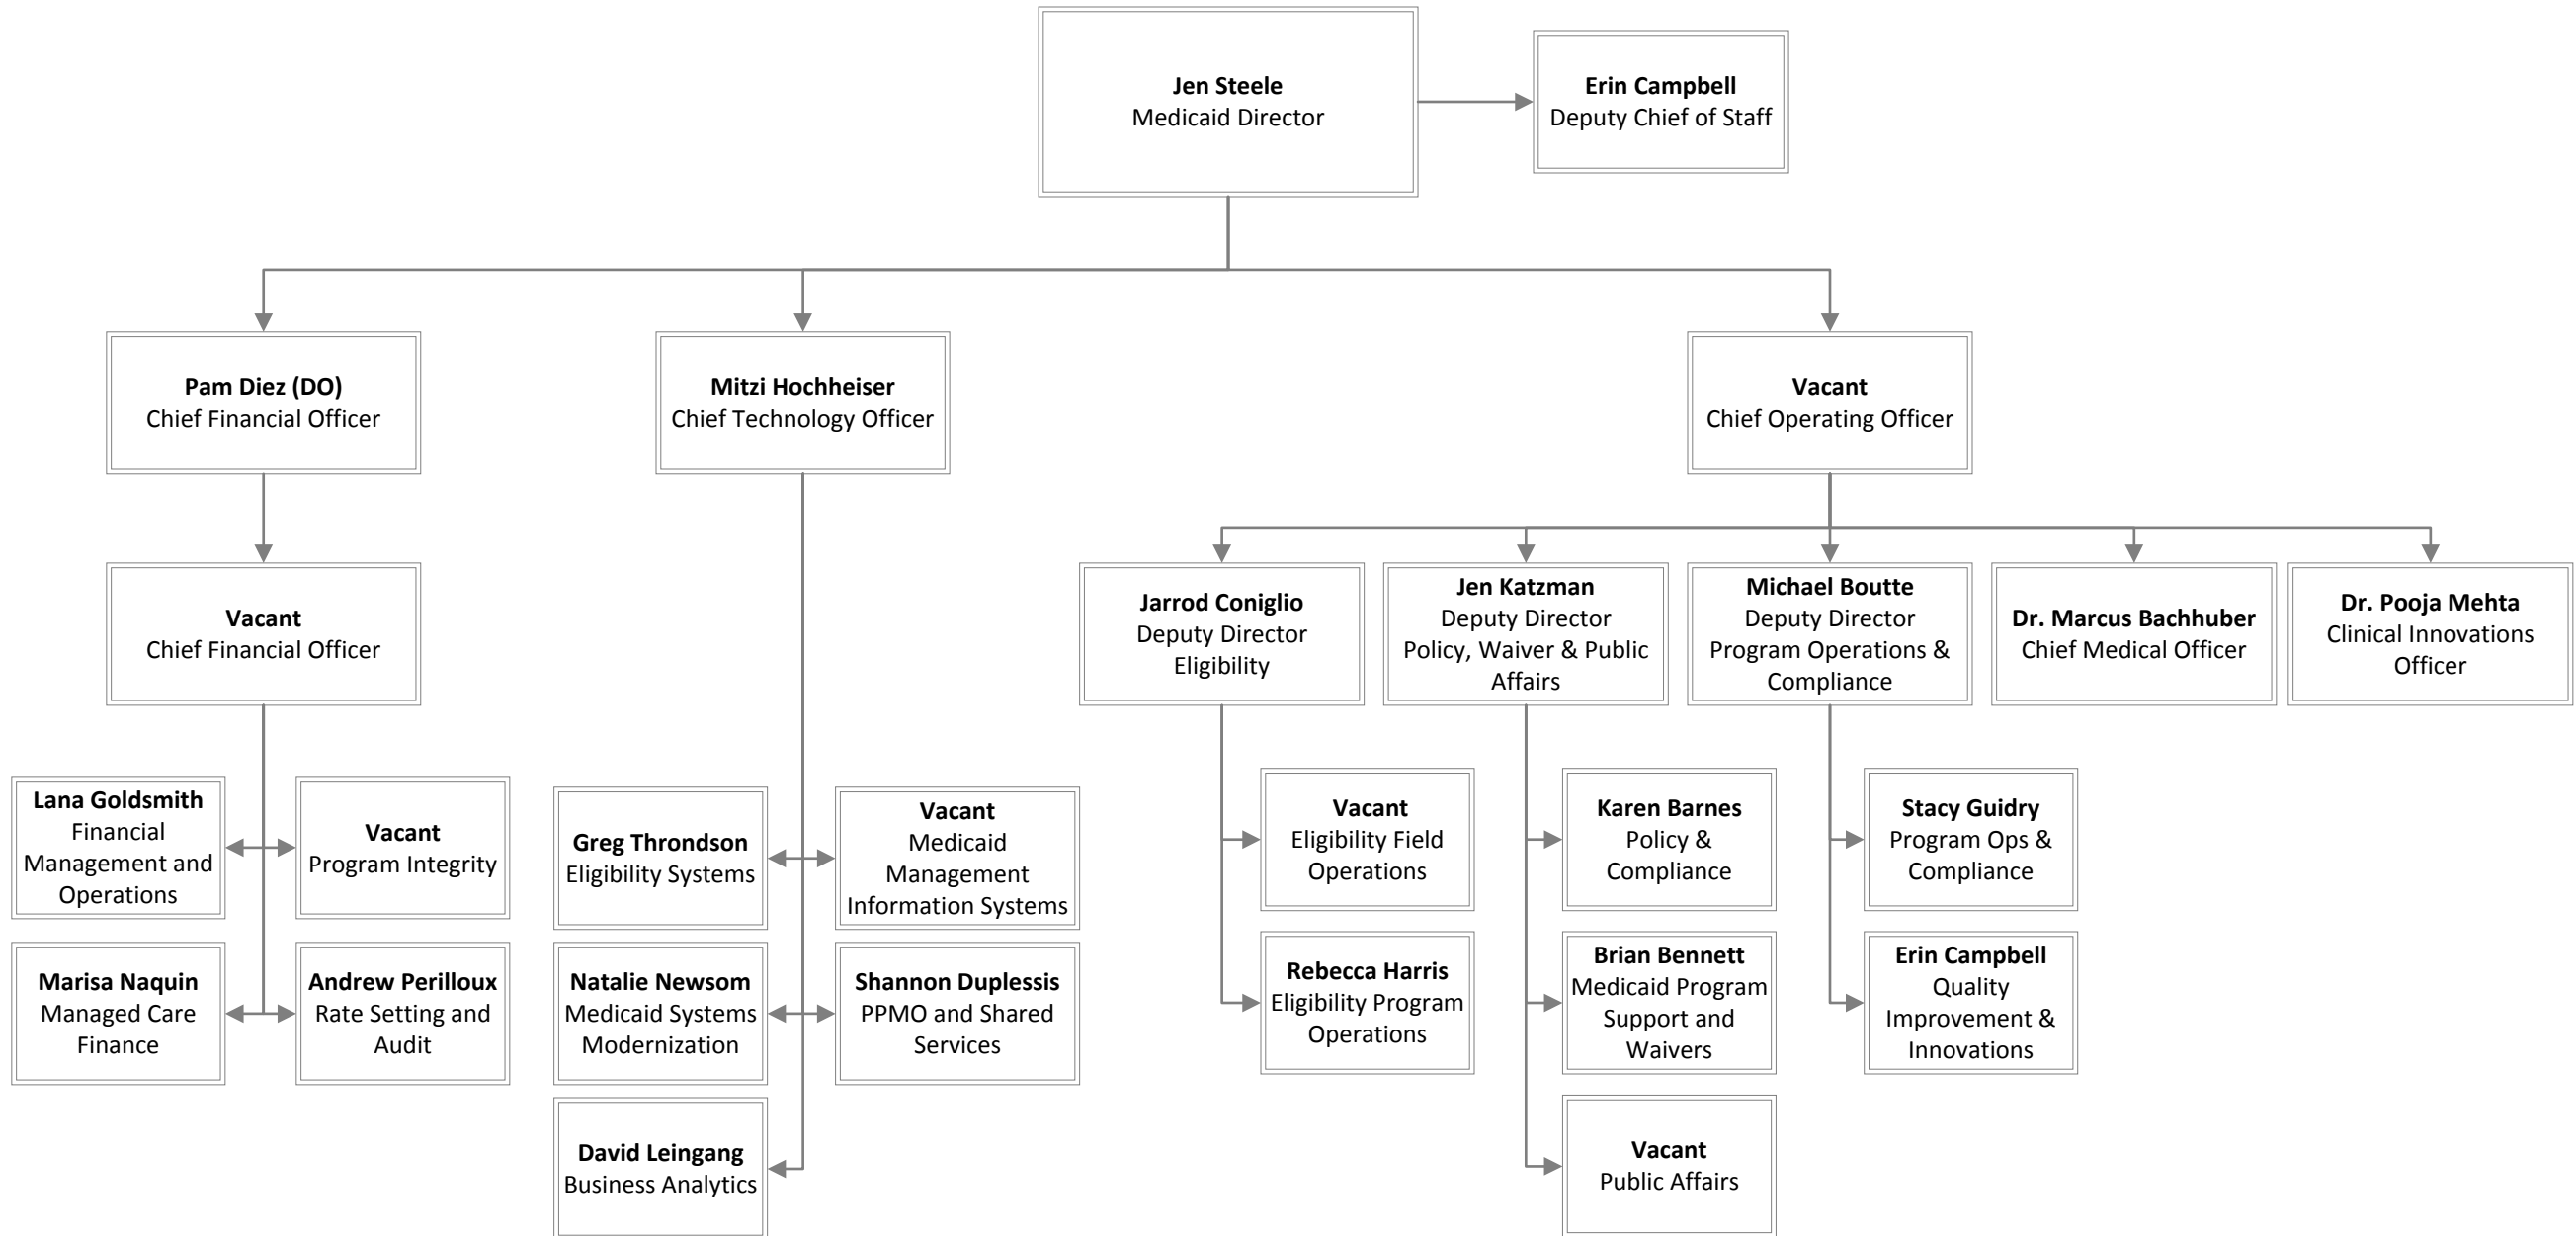 Jen Steele
Medicaid Director
Erin Campbell
Deputy Chief of Staff
Pam Diez (DO)
Chief Financial Officer
Mitzi Hochheiser
Chief Technology Officer
Vacant
Chief Operating Officer
Vacant
Chief Financial Officer
Jarrod Coniglio
Deputy Director
Eligibility
Jen Katzman
Deputy Director
Policy, Waiver & Public
Affairs
Michael Boutte
Deputy Director
Program Operations &
Compliance
Dr. Marcus Bachhuber
Chief Medical Officer
Dr. Pooja Mehta
Clinical Innovations
Officer
Lana Goldsmith
Financial
Management and
Operations
Vacant
Program Integrity
Greg Throndson
Eligibility Systems
Vacant
Medicaid
Management
Information Systems
Vacant
Eligibility Field
Operations
Karen Barnes
Policy &
Compliance
Stacy Guidry
Program Ops &
Compliance
Marisa Naquin
Managed Care
Finance
Andrew Perilloux
Rate Setting and
Audit
Natalie Newsom
Medicaid Systems
Modernization
Shannon Duplessis
PPMO and Shared
Services
Rebecca Harris
Eligibility Program
Operations
Brian Bennett
Medicaid Program
Support and
Waivers
Erin Campbell
Quality
Improvement &
Innovations
David Leingang
Business Analytics
Vacant
Public Affairs